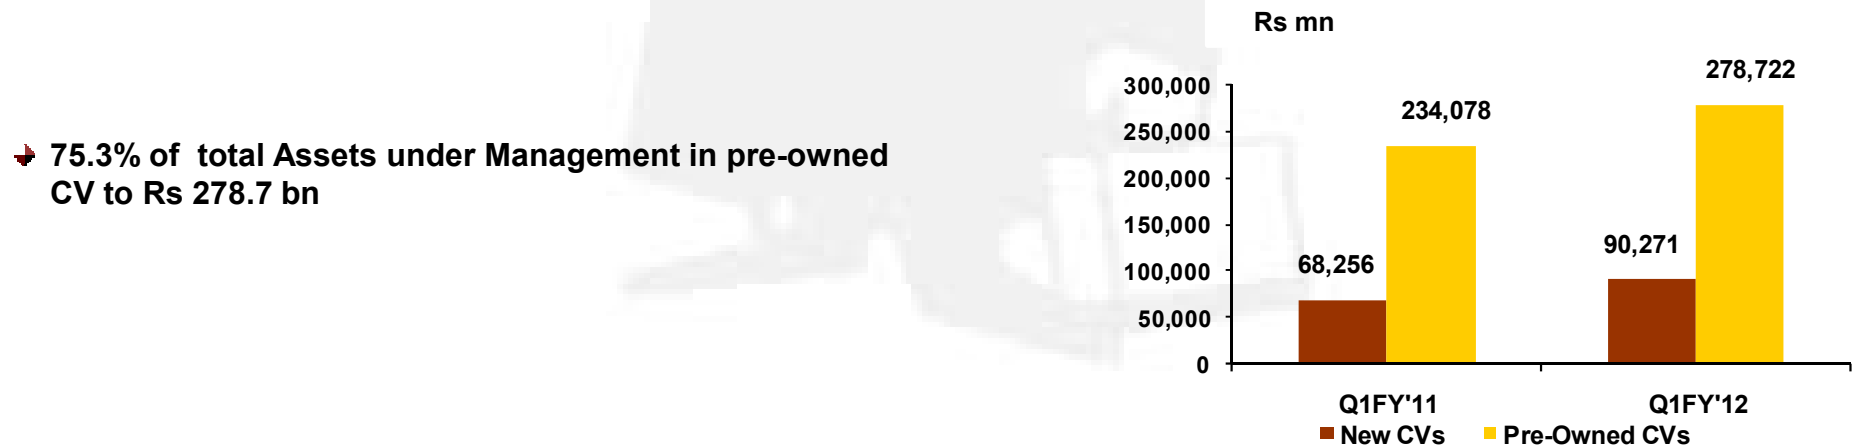 75.3% of total Assets under Management in pre-owned
CV to Rs 278.7 bn
Rs mn
300,000
250,000
200,000
150,000
100,000
50,000
0
68,256
234,078
90,271
278,722
Q1FY'11
Q1FY'12
New CVs
Pre-Owned CVs